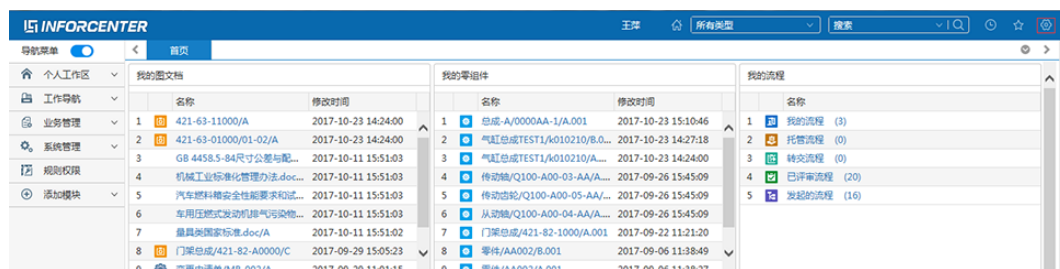 INFORCENTER 王萍 所有类型 搜索
导航菜单 首页
个人工作区
工作导航
业务管理
系统管理
规则权限
添加模块
我的图文档
名称 修改时间
1 421-63-11000/A 2017-10-23 14:24:00
2 421-63-01000/01-02/A 2017-10-23 14:24:00
3 GB 4458.5-84尺寸公差与配... 2017-10-11 15:51:03
4 机械工业标准化管理办法.doc... 2017-10-11 15:51:03
5 汽车燃料箱安全性能要求和试... 2017-10-11 15:51:03
6 车用压燃式发动机排气污染物... 2017-10-11 15:51:03
7 量具类国家标准.doc/A 2017-10-11 15:51:02
8 门架总成/421-82-A0000/C 2017-09-29 15:05:23
我的零组件
名称 修改时间
1 总成-A/0000AA-1/A.001 2017-10-23 15:10:46
2 气缸总成TEST1/k010210/B.0... 2017-10-23 14:27:18
3 气缸总成TEST1/k010210/A.... 2017-10-23 14:24:00
4 传动轴/Q100-A00-03-AA/A... 2017-09-26 15:45:09
5 传动齿轮/Q100-A00-05-AA/... 2017-09-26 15:45:09
6 从动轴/Q100-A00-04-AA/A.... 2017-09-26 15:45:09
7 门架总成/421-82-1000/A.001 2017-09-22 11:21:20
8 零件/AA002/B.001 2017-09-06 11:38:49
我的流程
名称
1 我的流程 (3)
2 托管流程 (0)
3 转交流程 (0)
4 已评审流程 (20)
5 发起的流程 (16)